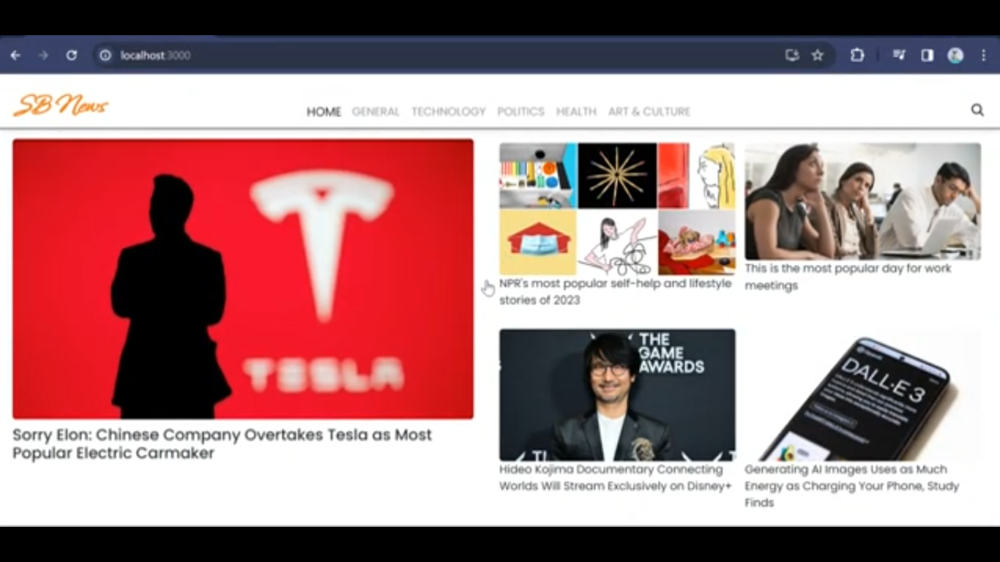 localhost:3000
SB News
HOME GENERAL TECHNOLOGY POLITICS HEALTH ART & CULTURE
TESLA
Sorry Elon: Chinese Company Overtakes Tesla as Most
Popular Electric Carmaker
NPR's most popular self-help and lifestyle
stories of 2023
This is the most popular day for work
meetings
THE
GAME
AWARDS
Hideo Kojima Documentary Connecting
Worlds Will Stream Exclusively on Disney+
DALL·E 3
Generating AI Images Uses as Much
Energy as Charging Your Phone, Study
Finds